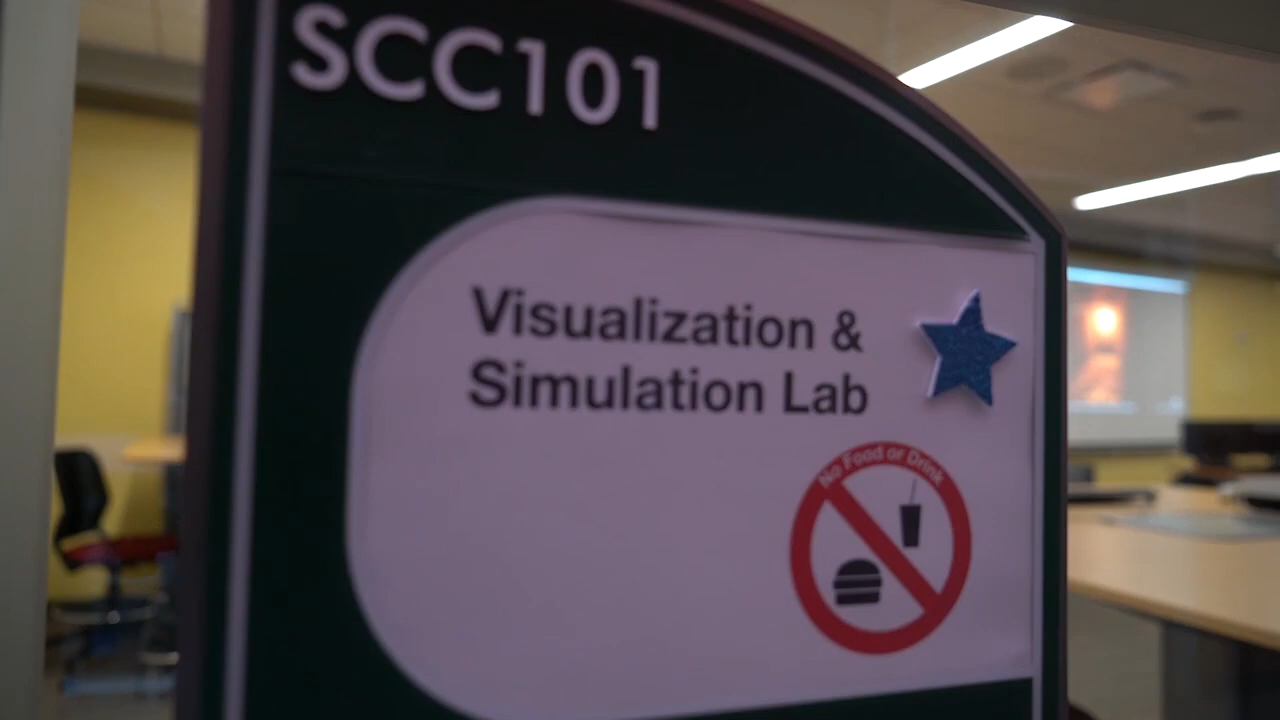 SCC101
Visualization &
Simulation Lab
No Food or Drink